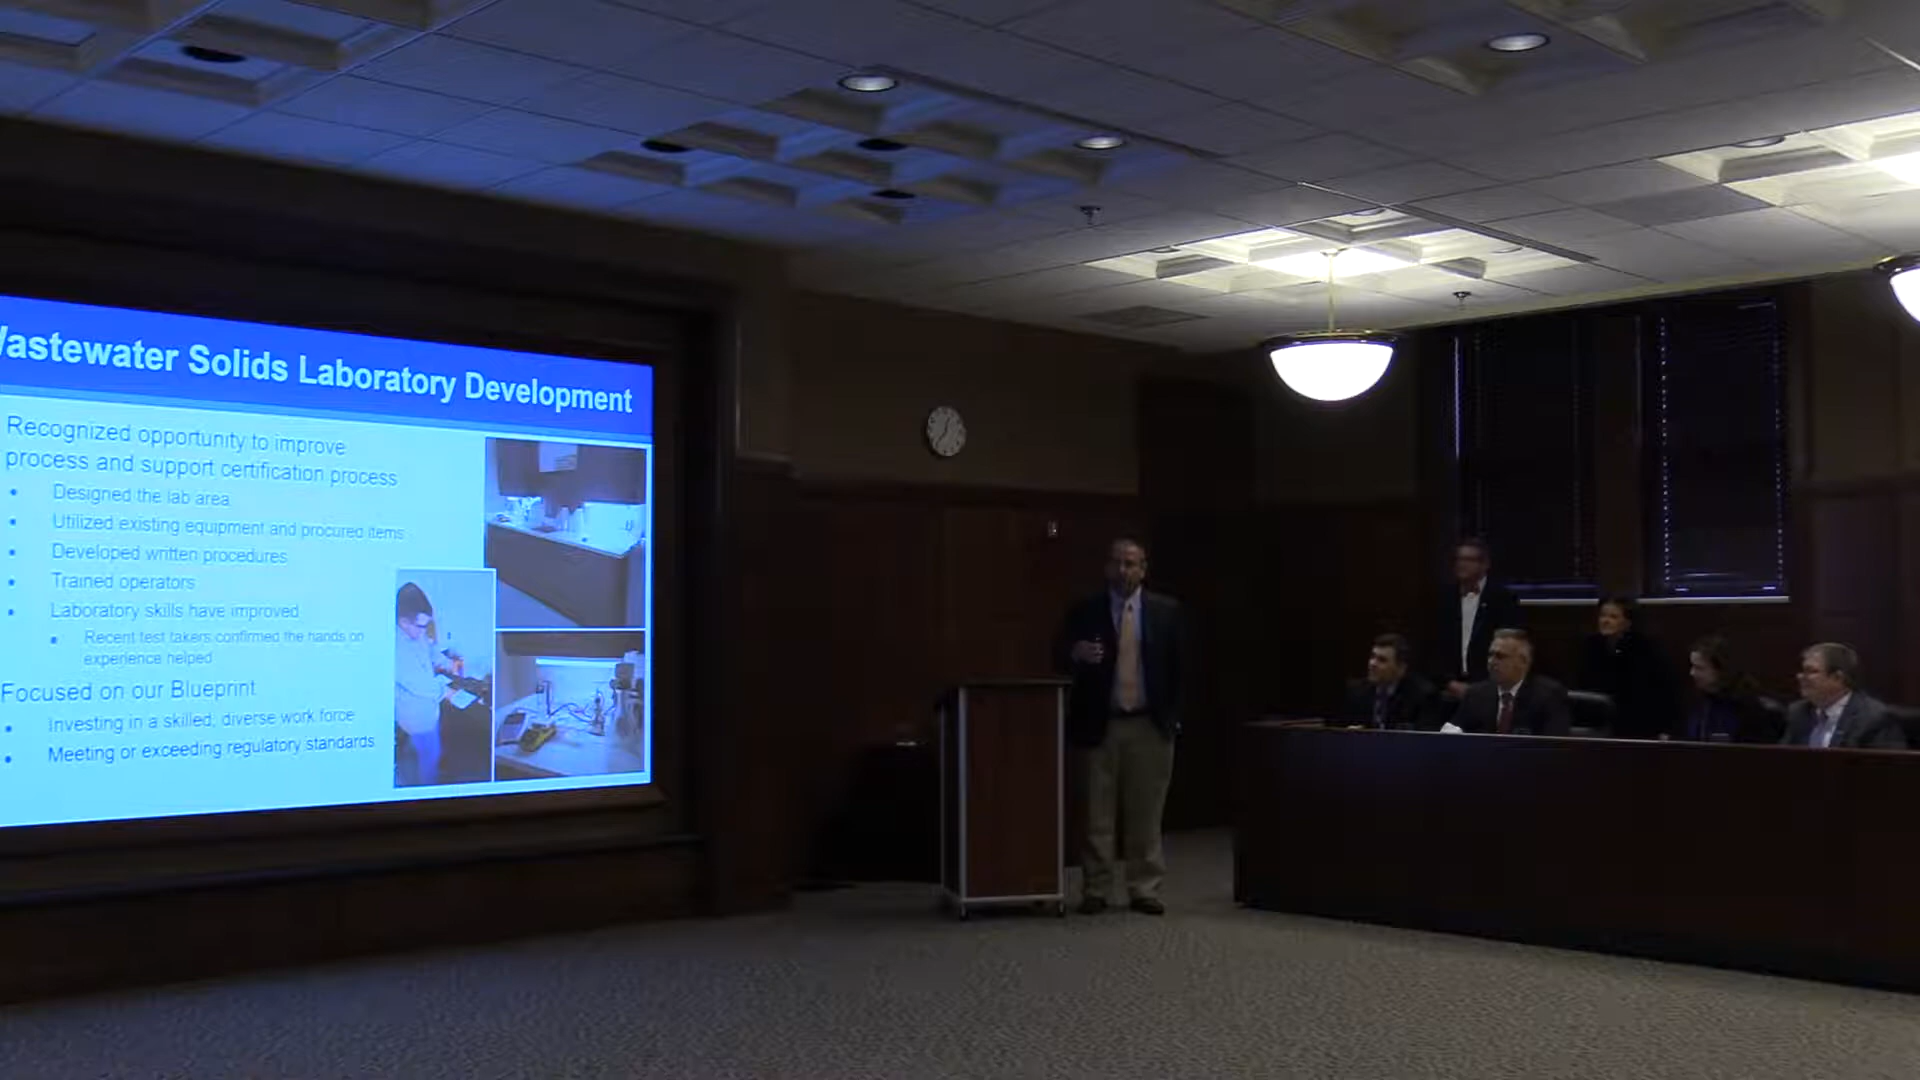 Wastewater Solids Laboratory Development
Recognized opportunity to improve
process and support certification process
• Designed the lab area
• Utilized existing equipment and procured items
• Developed written procedures
• Trained operators
• Laboratory skills have improved
• Recent test takers confirmed the hands on
experience helped
Focused on our Blueprint
• Investing in a skilled, diverse work force
• Meeting or exceeding regulatory standards